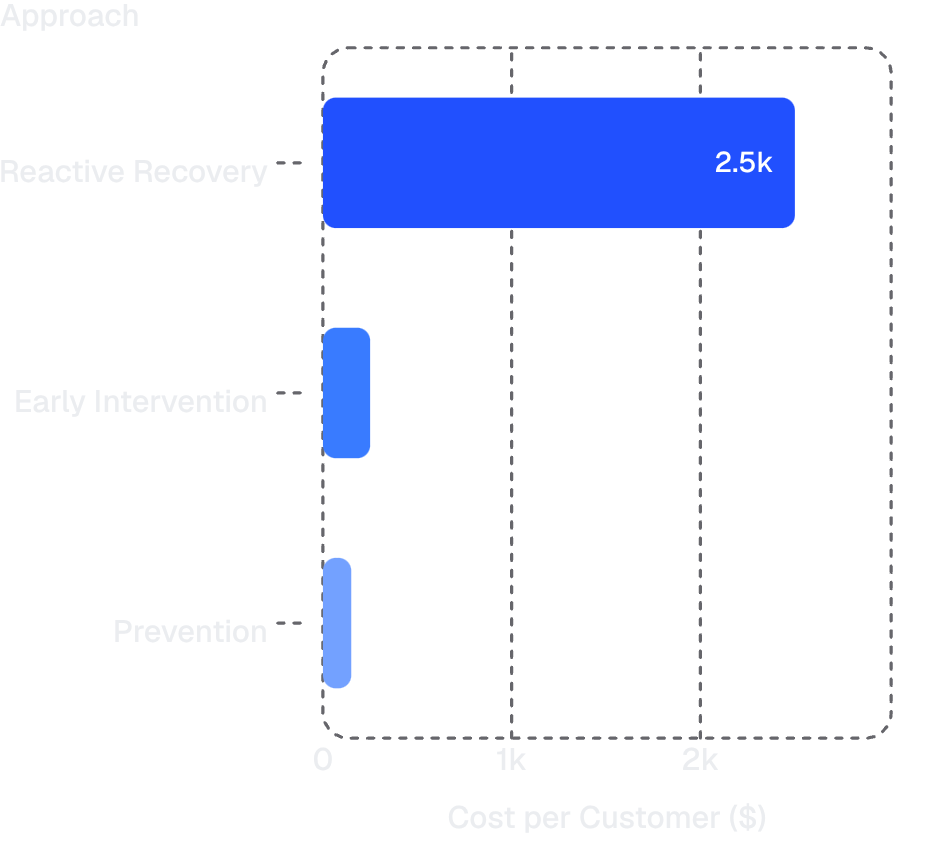 Approach
Reactive Recovery
2.5k
Early Intervention
Prevention
0 1k 2k
Cost per Customer ($)